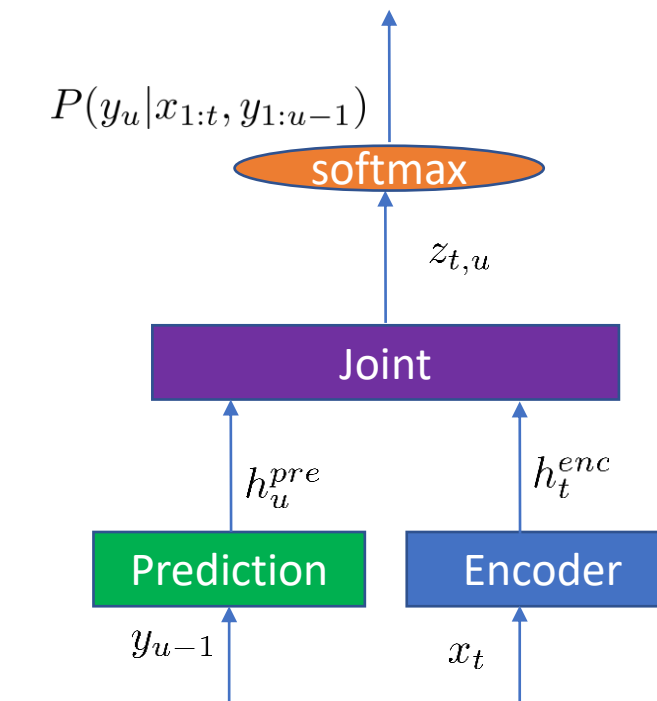 P(y_u|x_{1:t}, y_{1:u-1})
softmax
z_{t,u}
Joint
h_u^{pre}
h_t^{enc}
Prediction
Encoder
y_{u-1}
x_t